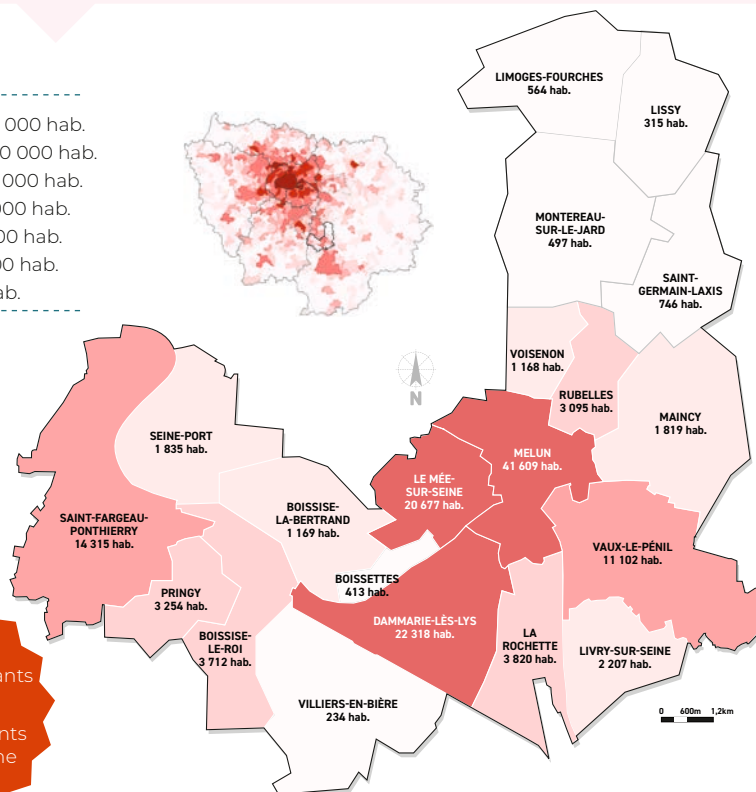 000 hab.
0 000 hab.
000 hab.
000 hab.
00 hab.
00 hab.
ab.
LIMOGES-FOURCHES
564 hab.
LISSY
315 hab.
MONTEREAU-
SUR-LE-JARD
497 hab.
SAINT-
GERMAIN-LAXIS
746 hab.
VOISENON
1 168 hab.
RUBELLES
3 095 hab.
MAINCY
1 819 hab.
N
SEINE-PORT
1 835 hab.
MELUN
41 609 hab.
LE MÉE-
SUR-SEINE
20 677 hab.
BOISSISE-
LA-BERTRAND
1 169 hab.
SAINT-FARGEAU-
PONTHIERRY
14 315 hab.
VAUX-LE-PÉNIL
11 102 hab.
BOISSETTES
413 hab.
PRINGY
3 254 hab.
DAMMARIE-LÈS-LYS
22 318 hab.
BOISSISE-
LE-ROI
3 712 hab.
LA
ROCHETTE
3 820 hab.
LIVRY-SUR-SEINE
2 207 hab.
VILLIERS-EN-BIÈRE
234 hab.
0 600m 1,2km
ants
nts
ne